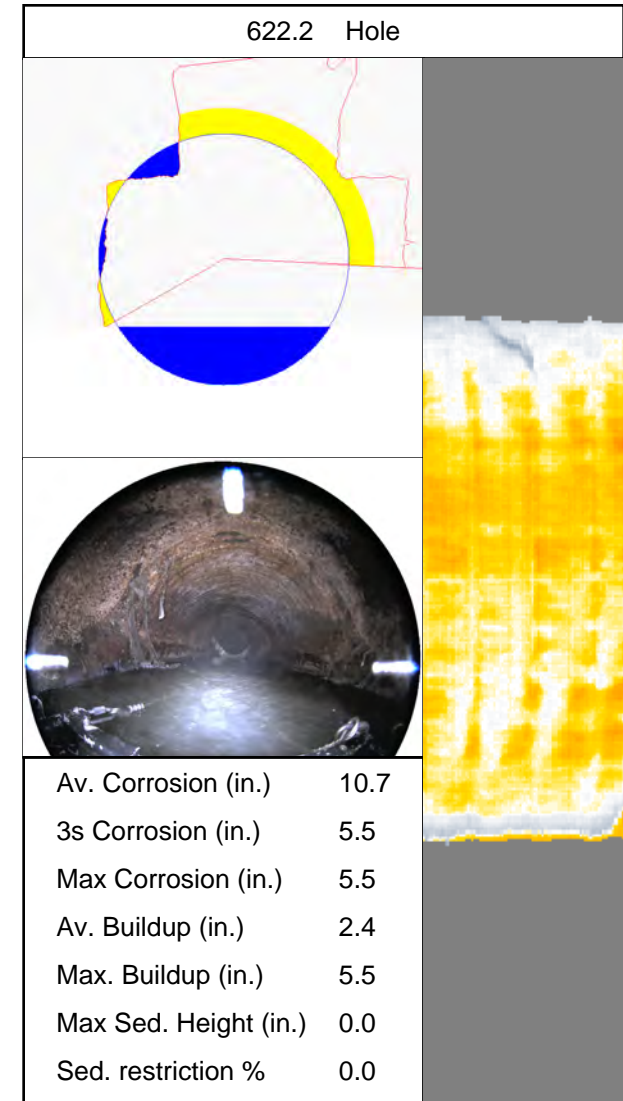 622.2 Hole
Av. Corrosion (in.) 10.7
3s Corrosion (in.) 5.5
Max Corrosion (in.) 5.5
Av. Buildup (in.) 2.4
Max. Buildup (in.) 5.5
Max Sed. Height (in.) 0.0
Sed. restriction % 0.0